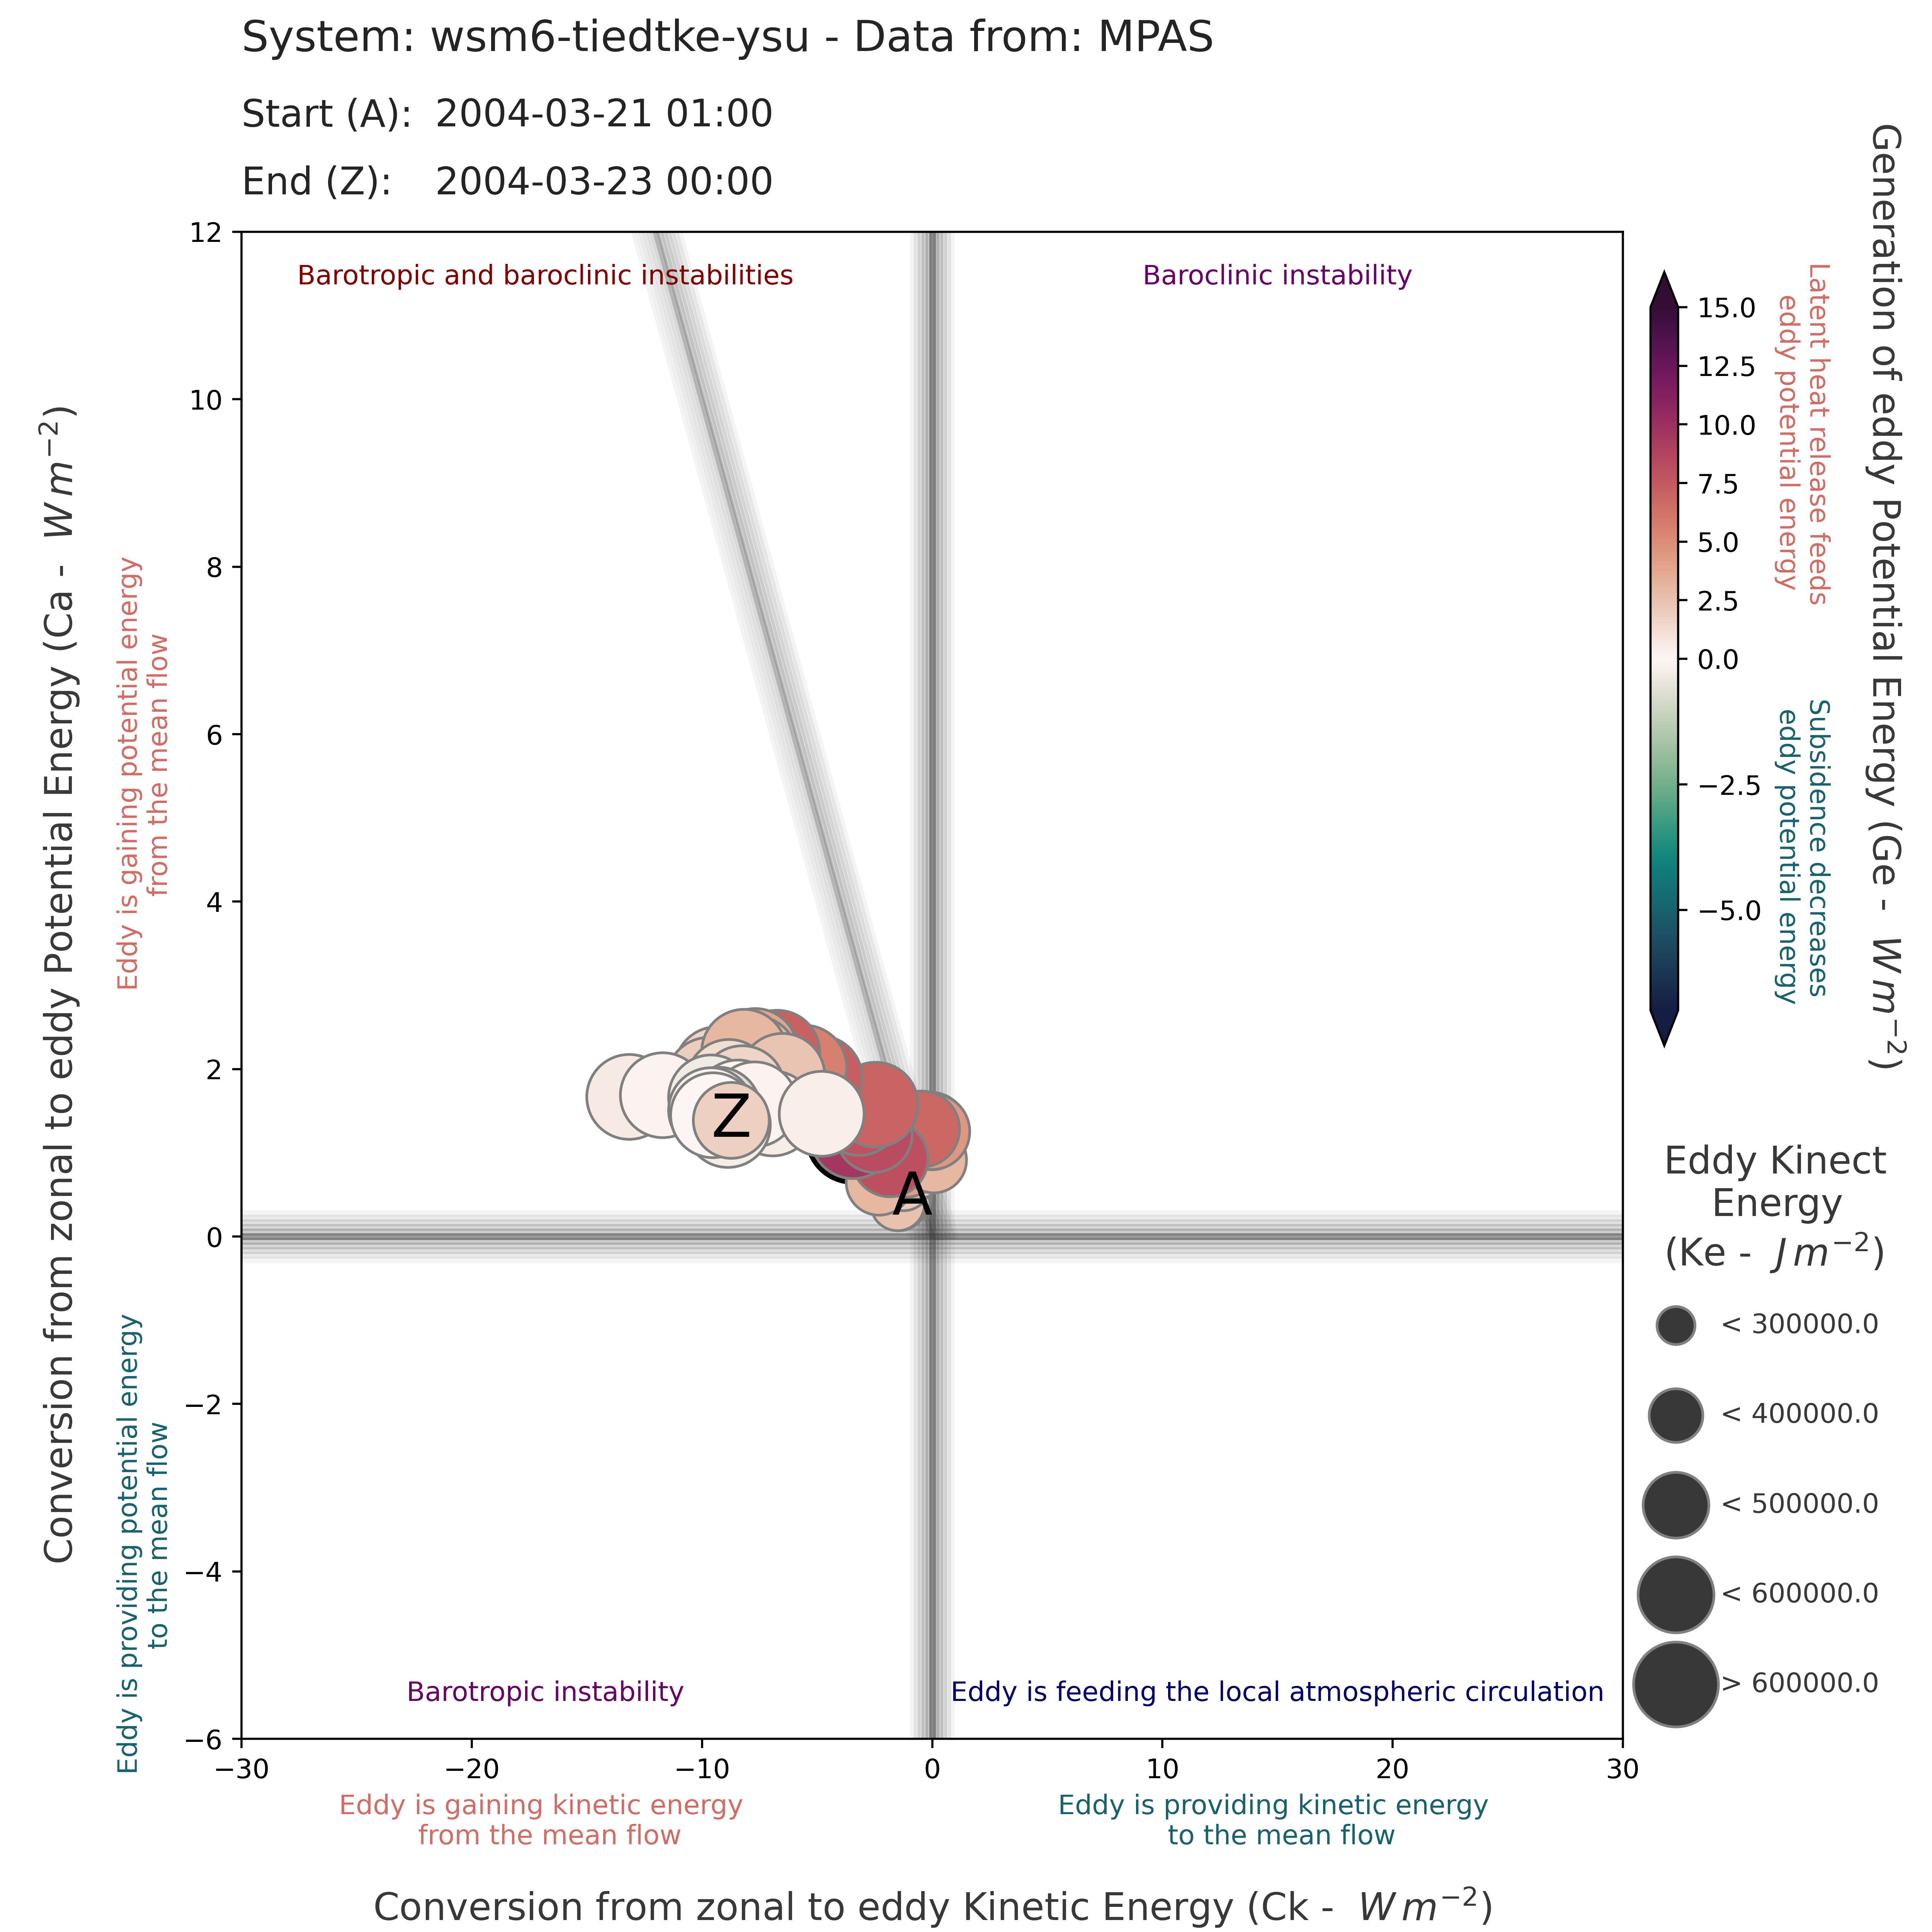 System: wsm6-tiedtke-ysu - Data from: MPAS
Start (A): 2004-03-21 01:00
End (Z): 2004-03-23 00:00
12
10
8
6
4
2
0
−2
−4
−6
−30
−20
−10
0
10
20
30
Barotropic and baroclinic instabilities
Baroclinic instability
Z
A
Barotropic instability
Eddy is feeding the local atmospheric circulation
Conversion from zonal to eddy Potential Energy (Ca - W m⁻²)
Eddy is gaining potential energy
from the mean flow
Eddy is providing potential energy
to the mean flow
Eddy is gaining kinetic energy
from the mean flow
Eddy is providing kinetic energy
to the mean flow
Conversion from zonal to eddy Kinetic Energy (Ck - W m⁻²)
15.0
12.5
10.0
7.5
5.0
2.5
0.0
−2.5
−5.0
Latent heat release feeds
eddy potential energy
Subsidence decreases
eddy potential energy
Generation of eddy Potential Energy (Ge - W m⁻²)
Eddy Kinect
Energy
(Ke - J m⁻²)
< 300000.0
< 400000.0
< 500000.0
< 600000.0
> 600000.0